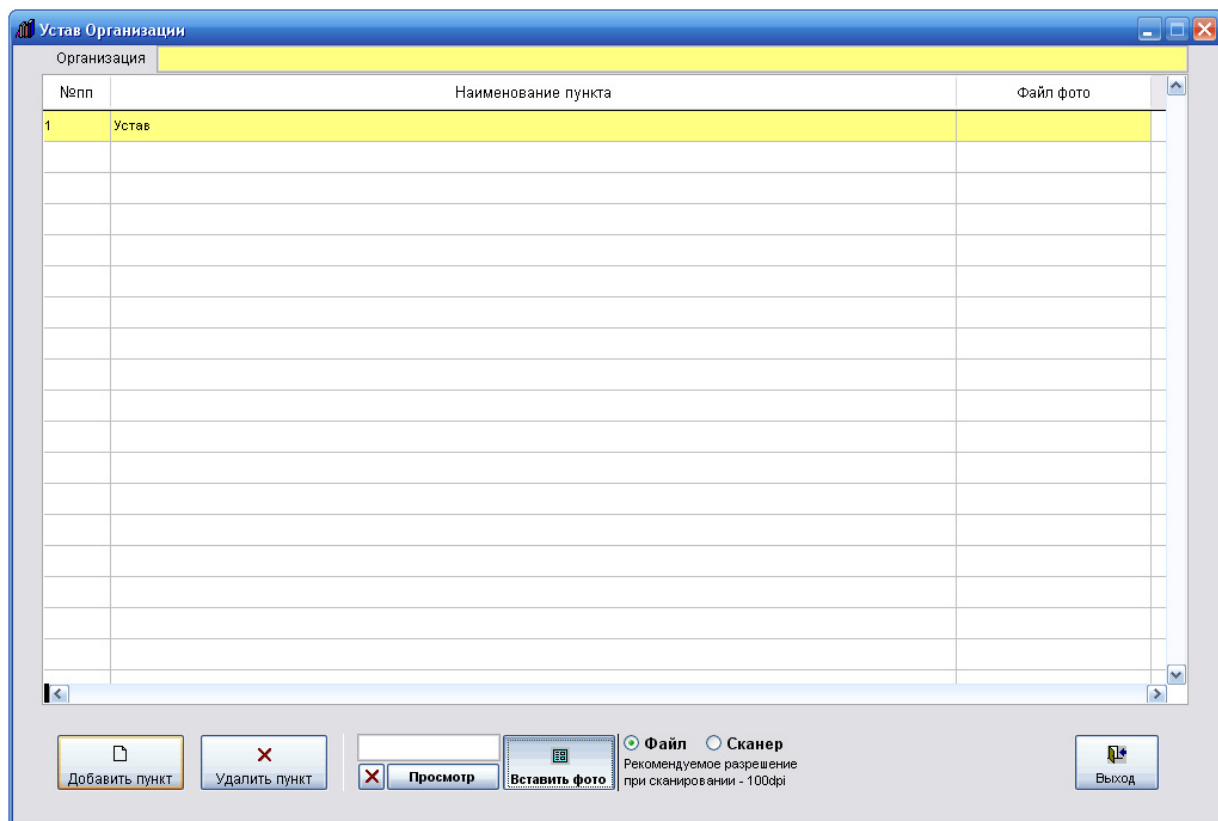 Устав Организации
Организация
№пп Наименование пункта Файл фото
1 Устав
Добавить пункт
Удалить пункт
Просмотр
Вставить фото
Файл Сканер
Рекомендуемое разрешение
при сканировании - 100dpi
Выход